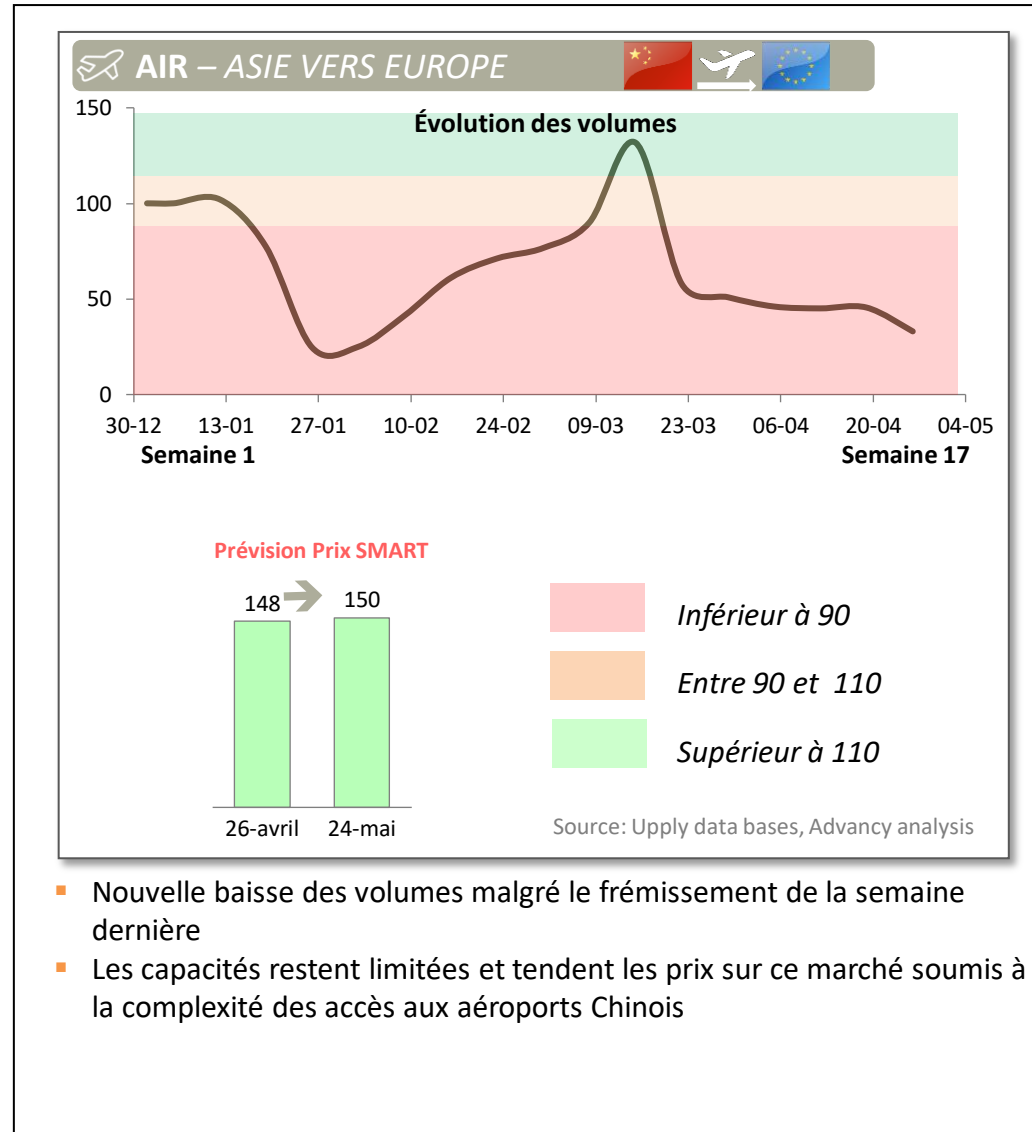 AIR – ASIE VERS EUROPE
Évolution des volumes
150
100
50
0
30-12 13-01 27-01 10-02 24-02 09-03 23-03 06-04 20-04 04-05
Semaine 1 Semaine 17
Prévision Prix SMART
148 150
26-avril 24-mai
Inférieur à 90
Entre 90 et 110
Supérieur à 110
Source: Upply data bases, Advancy analysis
Nouvelle baisse des volumes malgré le frémissement de la semaine
dernière
Les capacités restent limitées et tendent les prix sur ce marché soumis à
la complexité des accès aux aéroports Chinois